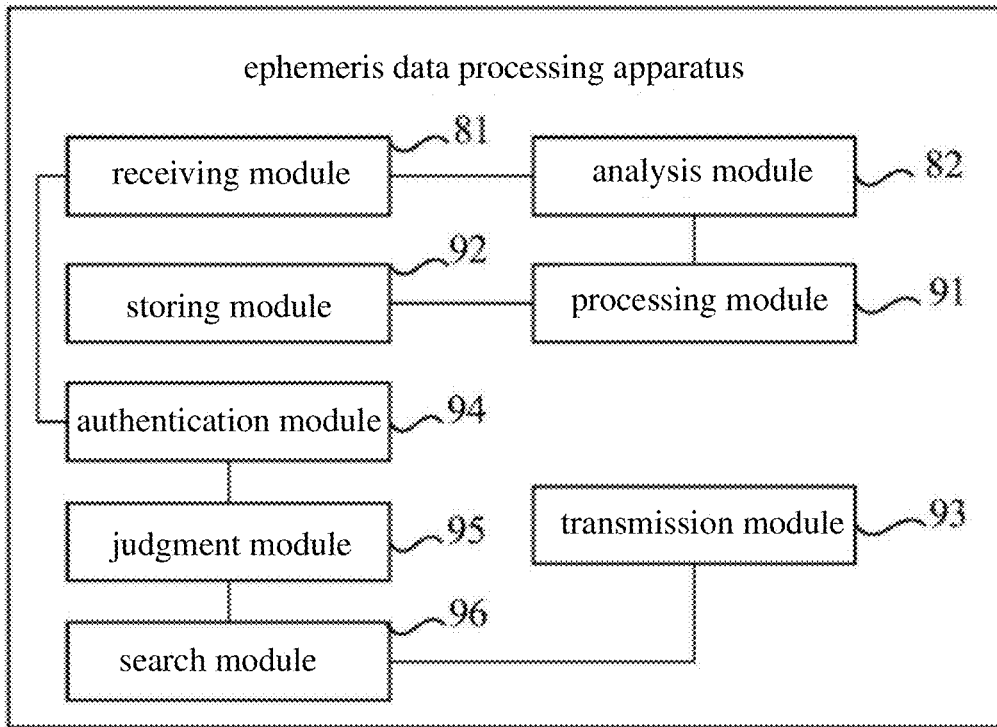 ephemeris data processing apparatus
81
receiving module
analysis module
82
92
storing module
processing module
91
authentication module
94
judgment module
95
transmission module
93
96
search module